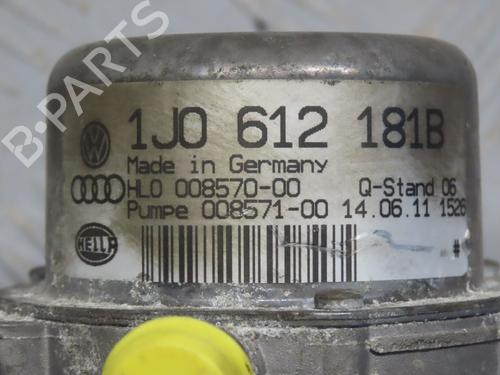 B-PARTS
1J0 612 181B
Made in Germany
HLO 008570-00 Q-Stand 06
Pumpe 008571-00 14.06.11 1526
HELLA
#